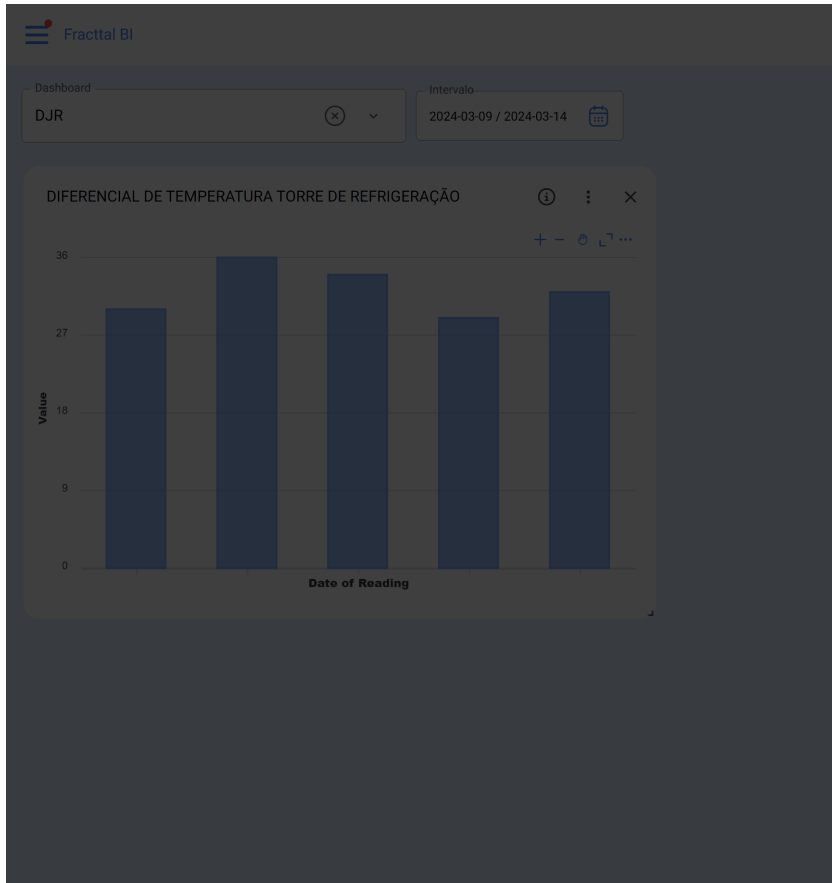 Fracttal BI
Dashboard
DJR
Intervalo
2024-03-09 / 2024-03-14
DIFERENCIAL DE TEMPERATURA TORRE DE REFRIGERAÇÃO
36
27
18
9
0
Value
Date of Reading